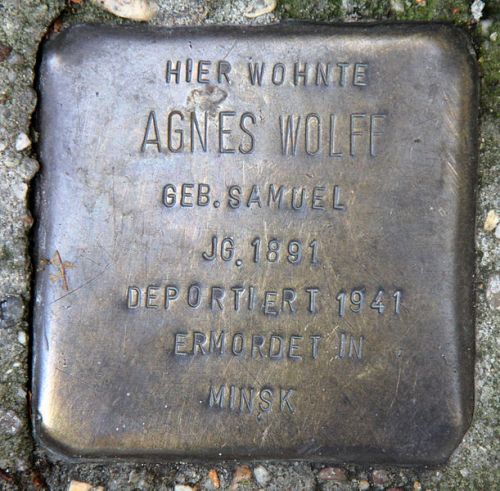 HIER WOHNTE
AGNES WOLFF
GEB. SAMUEL
JG. 1891
DEPORTIERT 1941
ERMORDET IN
MINSK